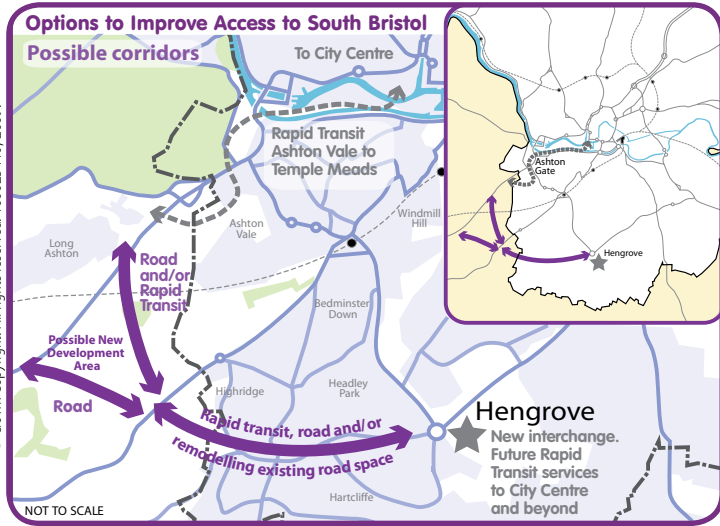 Options to Improve Access to South Bristol
Possible corridors
To City Centre
Rapid Transit
Ashton Vale to
Temple Meads
Ashton
Gate
Hengrove
Long
Ashton
Ashton
Vale
Windmill
Hill
Road
and/or
Rapid
Transit
Bedminster
Down
Possible New
Development
Area
Road
Highridge
Headley
Park
Rapid transit, road and/or
remodelling existing road space
Hartcliffe
Hengrove
New interchange.
Future Rapid
Transit services
to City Centre
and beyond
NOT TO SCALE